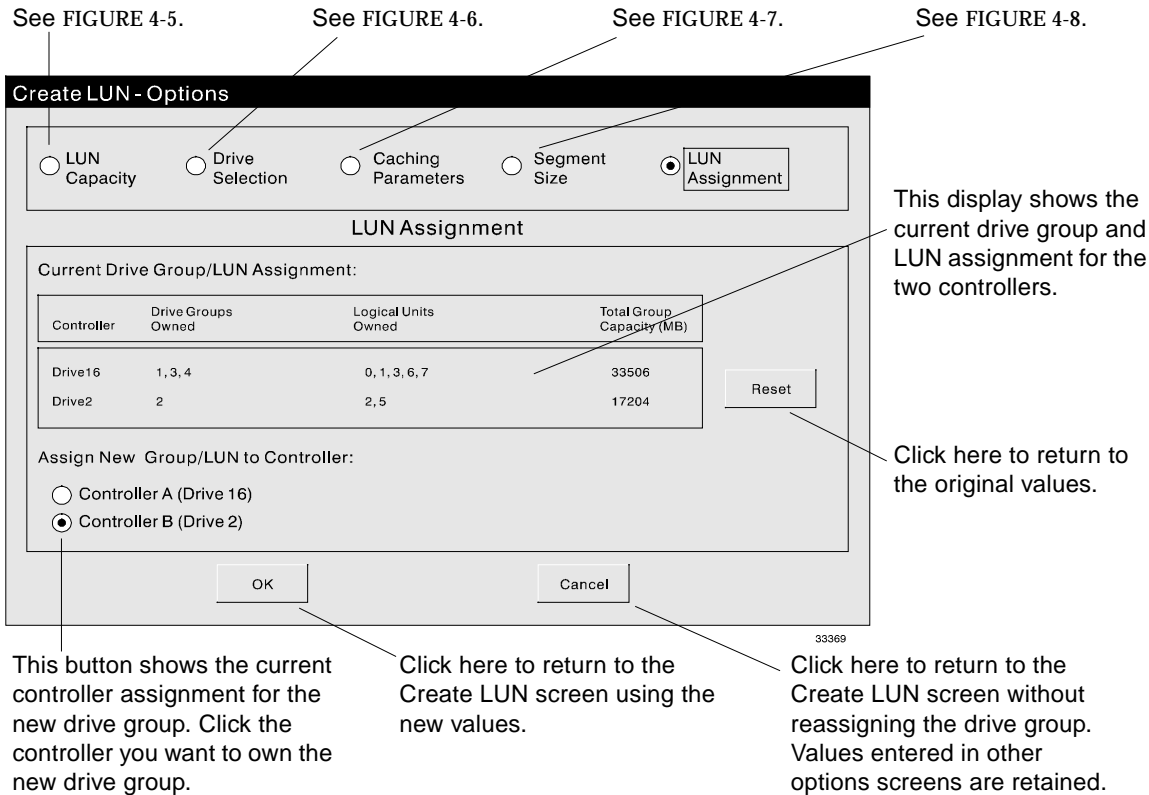 See FIGURE 4-5.
See FIGURE 4-6.
See FIGURE 4-7.
See FIGURE 4-8.
Create LUN - Options
LUN
Capacity
Drive
Selection
Caching
Parameters
Segment
Size
LUN
Assignment
This display shows the
current drive group and
LUN assignment for the
two controllers.
LUN Assignment
Current Drive Group/LUN Assignment:
Controller
Drive Groups
Owned
Logical Units
Owned
Total Group
Capacity (MB)
Drive16 1, 3, 4 0, 1, 3, 6, 7 33506
Drive2 2 2, 5 17204
Reset
Click here to return to
the original values.
Assign New Group/LUN to Controller:
Controller A (Drive 16)
Controller B (Drive 2)
OK
Cancel
33369
This button shows the current
controller assignment for the
new drive group. Click the
controller you want to own the
new drive group.
Click here to return to the
Create LUN screen using the
new values.
Click here to return to the
Create LUN screen without
reassigning the drive group.
Values entered in other
options screens are retained.